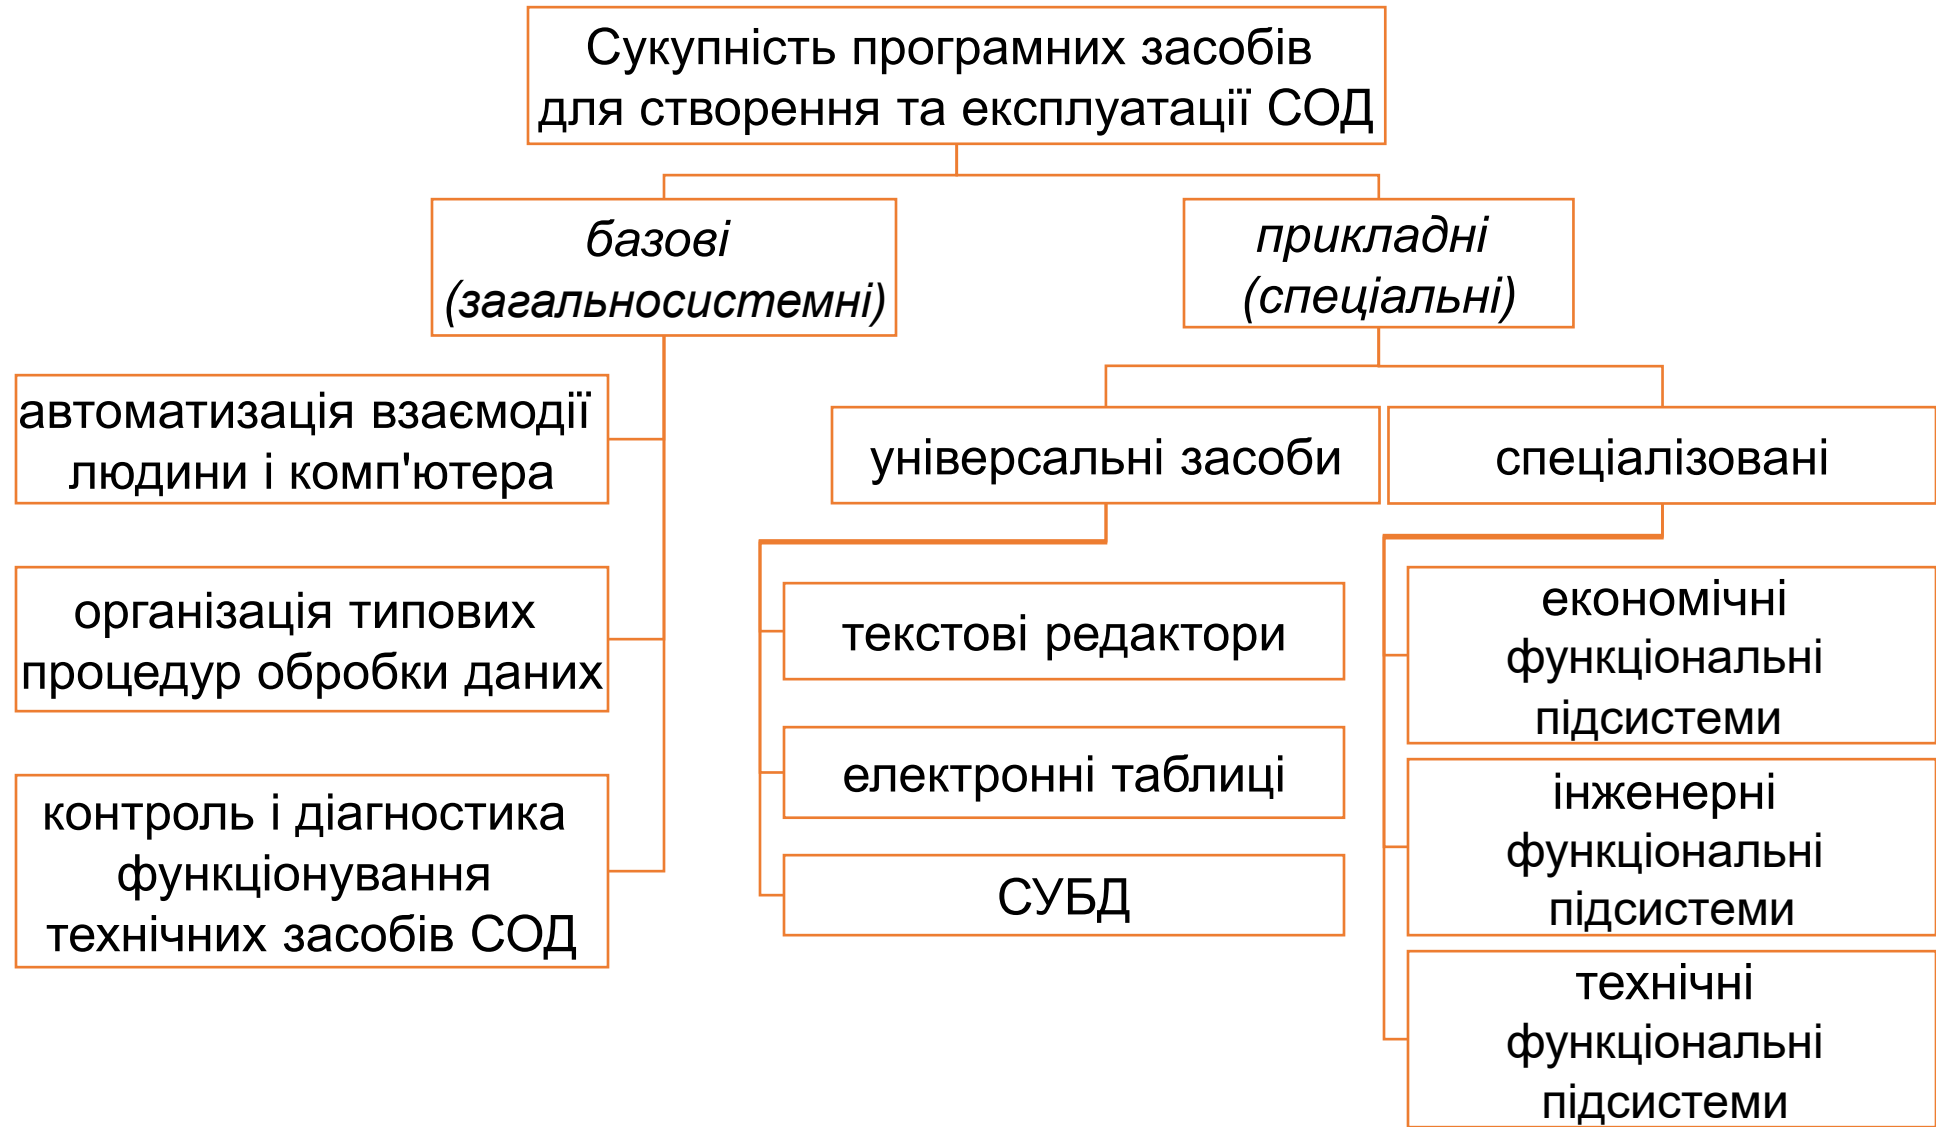 Сукупність програмних засобів
для створення та експлуатації СОД
базові
(загальносистемні)
прикладні
(спеціальні)
автоматизація взаємодії
людини і комп'ютера
організація типових
процедур обробки даних
контроль і діагностика
функціонування
технічних засобів СОД
універсальні засоби
текстові редактори
електронні таблиці
СУБД
спеціалізовані
економічні
функціональні
підсистеми
інженерні
функціональні
підсистеми
технічні
функціональні
підсистеми